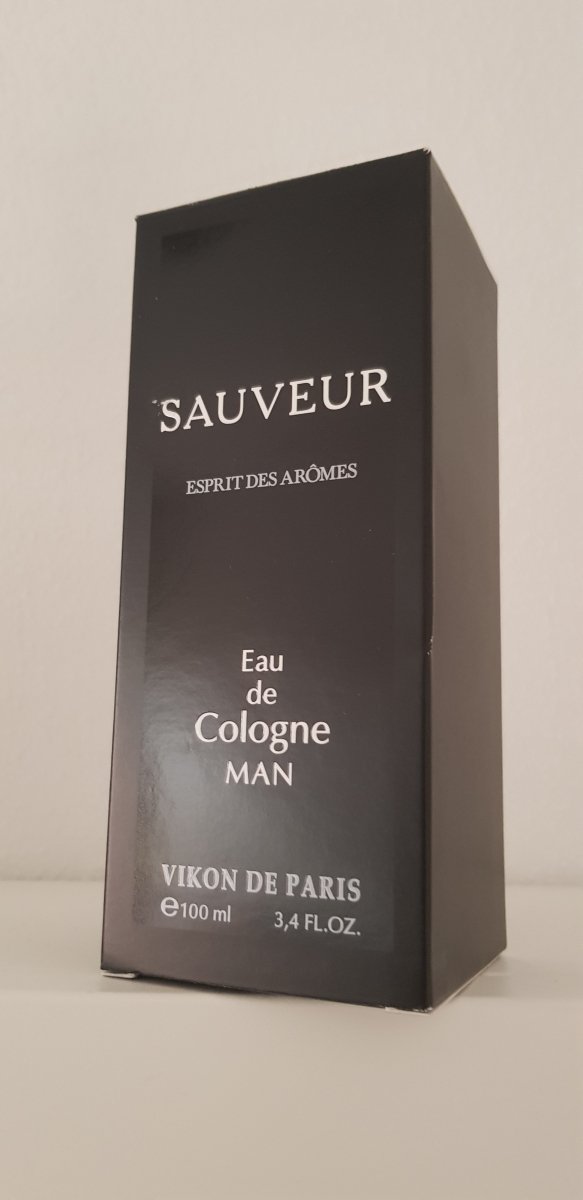 SAUVEUR
ESPRIT DES ARÔMES
Eau
de
Cologne
MAN
VIKON DE PARIS
℮100 ml 3,4 FL.OZ.